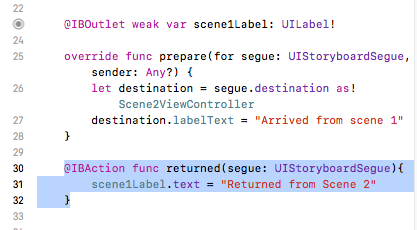 22
@IBOutlet weak var scene1Label: UILabel!
24
25 override func prepare(for segue: UIStoryboardSegue,
sender: Any?) {
26 let destination = segue.destination as!
Scene2ViewController
27 destination.labelText = "Arrived from scene 1"
28 }
29
30 @IBAction func returned(segue: UIStoryboardSegue){
31 scene1Label.text = "Returned from Scene 2"
32 }
33